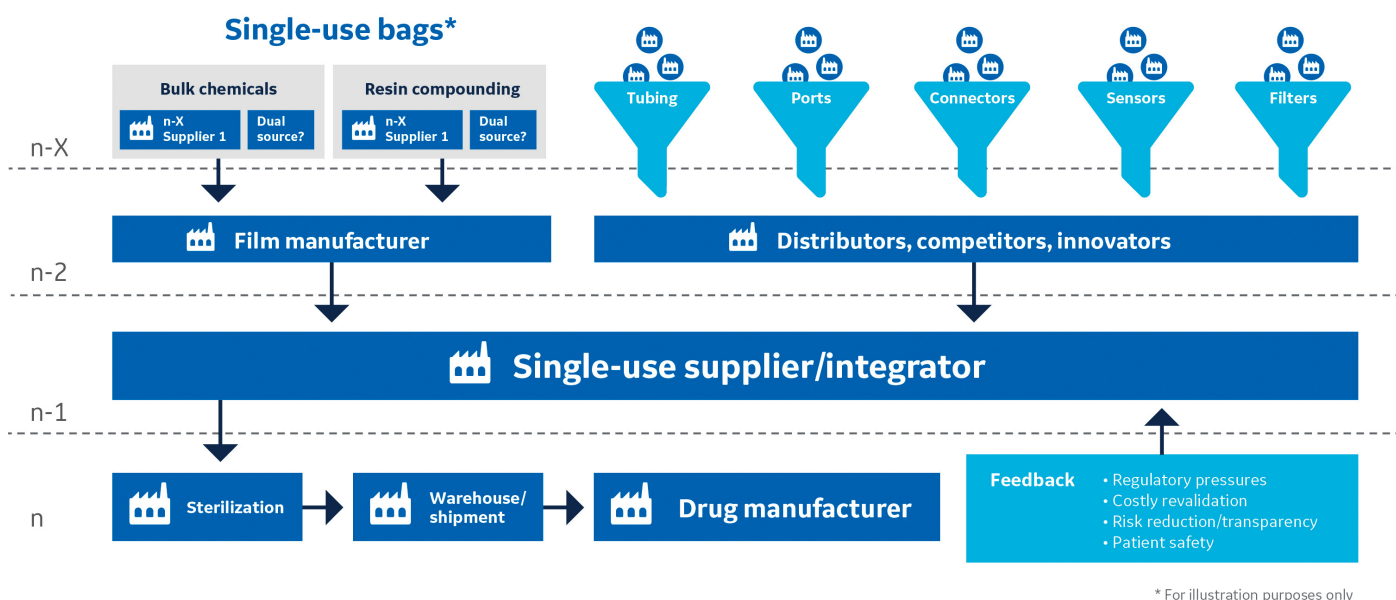 Single-use bags*
Bulk chemicals
n-X
Supplier 1
Dual
source?
Resin compounding
n-X
Supplier 1
Dual
source?
Tubing
Ports
Connectors
Sensors
Filters
n-X
Film manufacturer
Distributors, competitors, innovators
n-2
Single-use supplier/integrator
n-1
Sterilization
Warehouse/
shipment
Drug manufacturer
Feedback
• Regulatory pressures
• Costly revalidation
• Risk reduction/transparency
• Patient safety
n
* For illustration purposes only